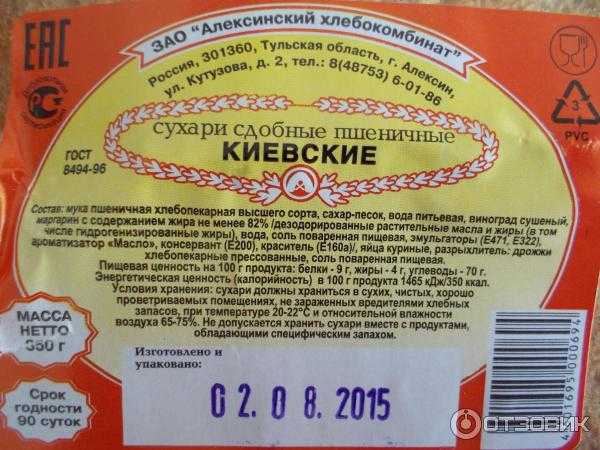 ЕАС
ЗАО "Алексинский хлебокомбинат"
Россия, 301360, Тульская область, г. Алексин,
ул. Кутузова, д. 2, тел.: 8(48753) 6-01-86
3
PVC
ГОСТ
8494-96
сухари сдобные пшеничные
КИЕВСКИЕ
Состав: мука пшеничная хлебопекарная высшего сорта, сахар-песок, вода питьевая, виноград сушеный,
маргарин с содержанием жира не менее 82% /дезодорированные растительные масла и жиры (в том
числе гидрогенизированные жиры), вода, соль поваренная пищевая, эмульгаторы (Е471, Е322),
ароматизатор «Масло», консервант (Е200), краситель (Е160а)/, яйца куриные, разрыхлитель: дрожжи
хлебопекарные прессованные, соль поваренная пищевая.
Пищевая ценность на 100 г продукта: белки - 9 г, жиры - 4 г, углеводы - 70 г.
Энергетическая ценность (калорийность) в 100 г продукта 1465 кДж/350 ккал.
Условия хранения: сухари должны храниться в сухих, чистых, хорошо
проветриваемых помещениях, не зараженных вредителями хлебных
запасов, при температуре 20-22°С и относительной влажности
воздуха 65-75%. Не допускается хранить сухари вместе с продуктами,
обладающими специфическим запахом.
МАССА
НЕТТО
350 г
Срок
годности
90 суток
Изготовлено и
упаковано:
02.08.2015
ОТЗОВИК